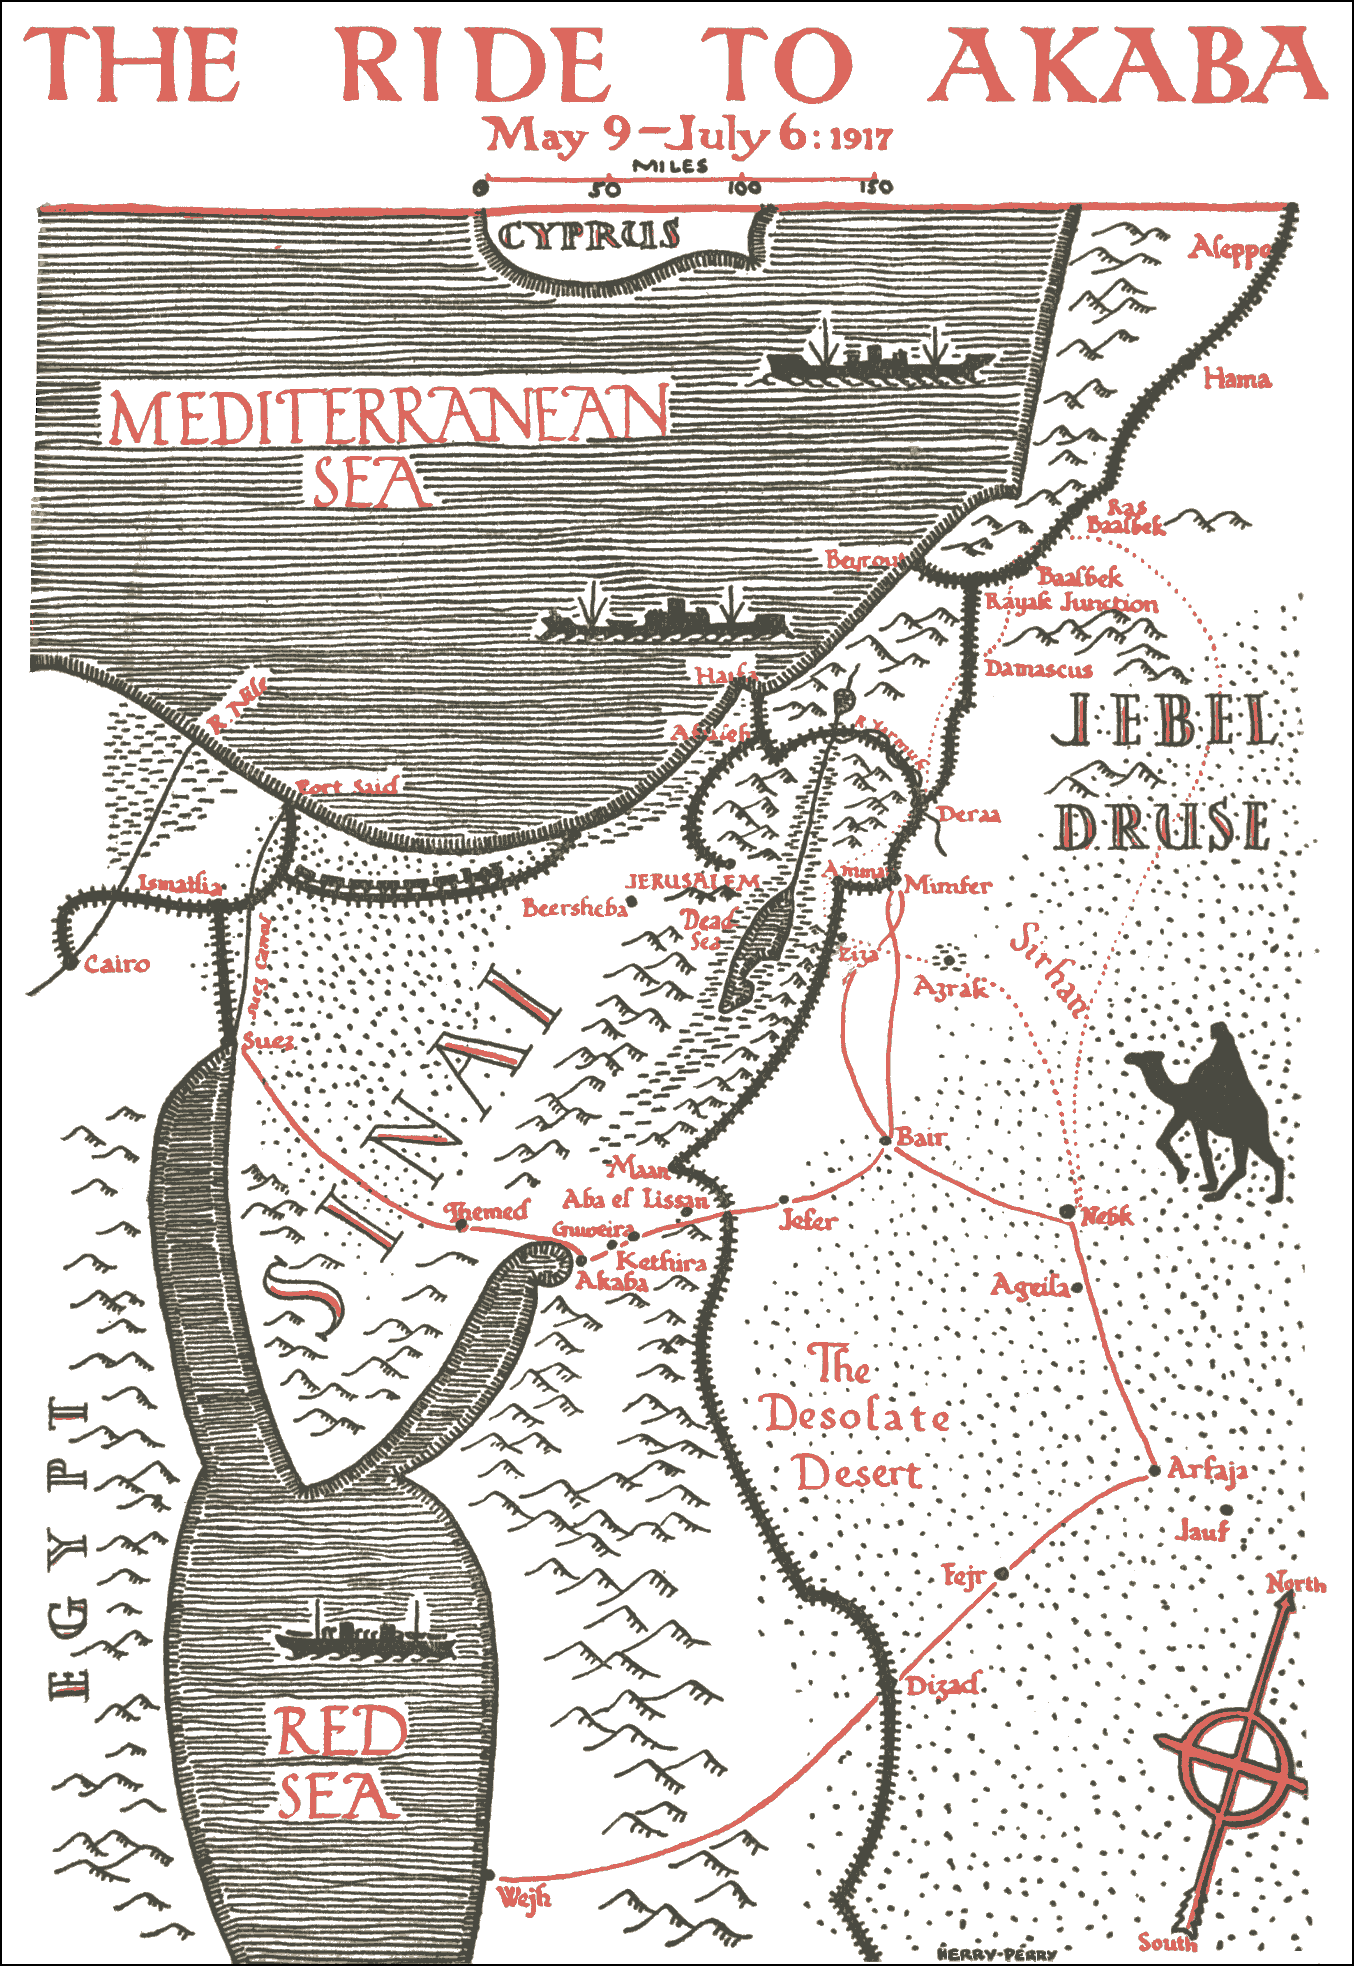 THE RIDE TO AKABA
May 9 – July 6 : 1917
MILES
0 50 100 150
CYPRUS
Aleppo
Hama
MEDITERRANEAN
SEA
Ras
Baalbek
Beyrout
Baalbek
Rayak Junction
Haifa
Damascus
R. Nile
JEBEL
Afuleh
R. Yarmuk
Port Said
Deraa
DRUSE
Ismailia
JERUSALEM
Amman
Mimfer
Beersheba
Dead
Sea
Cairo
Suez Canal
Ziza
Azrak
Sirhan
Suez
SINAI
Bair
Maan
Aba el Lissan
Themed
Jefer
Nebk
Guweira
Kethira
Akaba
Ageila
The
Desolate
Desert
EGYPT
Arfaja
Jauf
Fejr
North
Dizad
RED
SEA
Wejh
South
HERRY-PERRY